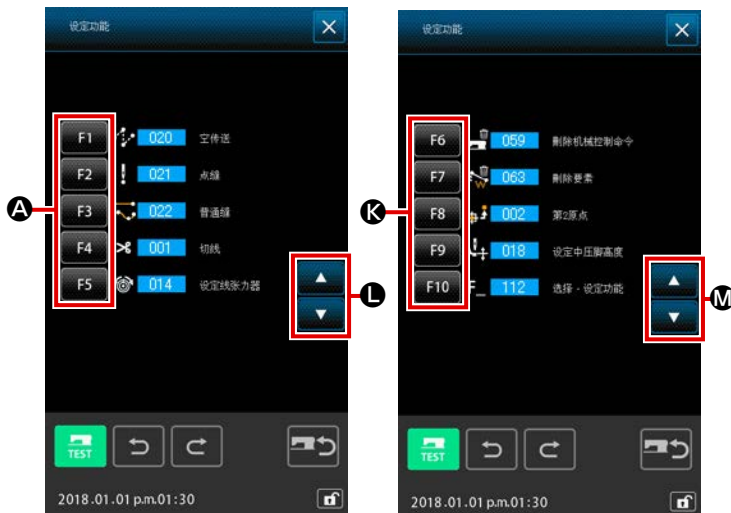 设定功能
F1 020 空传送
F2 021 点缝
F3 022 普通缝
F4 001 切线
F5 014 设定线张力器
A
L
TEST
2018.01.01 p.m.01:30
设定功能
F6 059 删除机械控制命令
F7 063 删除要素
F8 002 第2原点
F9 018 设定中压脚高度
F10 F_ 112 选择 - 设定功能
K
M
TEST
2018.01.01 p.m.01:30